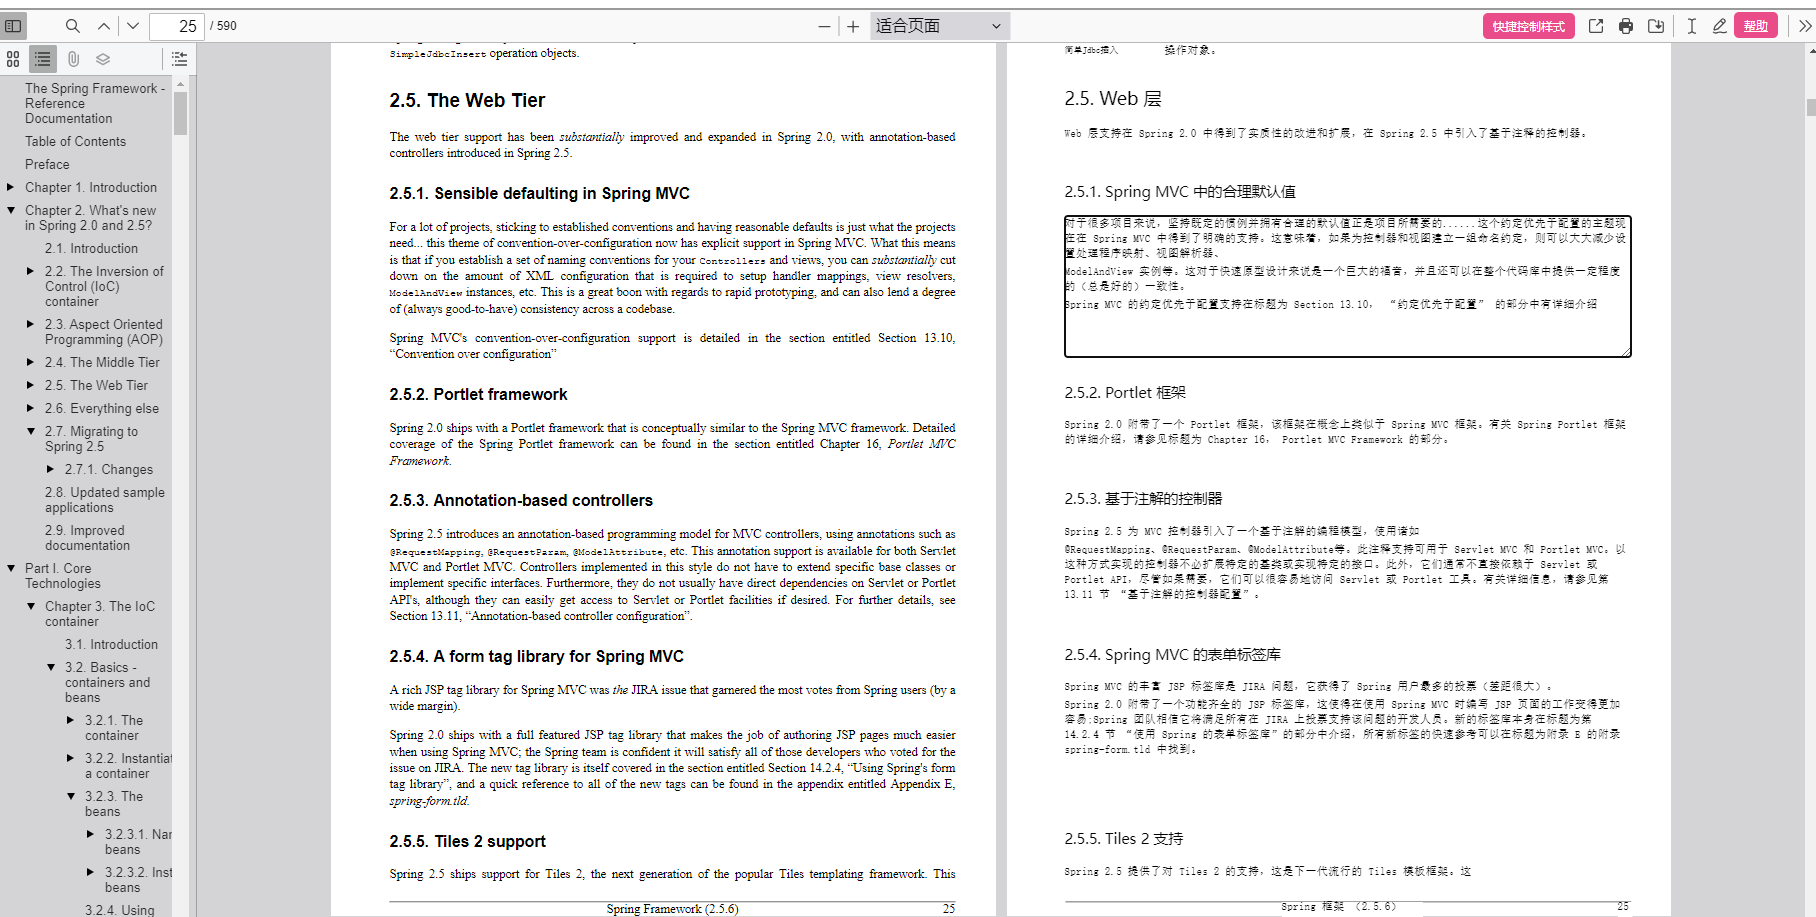 25 / 590
适合页面
快捷控制样式
帮助
The Spring Framework -
Reference
Documentation
Table of Contents
Preface
Chapter 1. Introduction
Chapter 2. What's new
in Spring 2.0 and 2.5?
2.1. Introduction
2.2. The Inversion of
Control (IoC)
container
2.3. Aspect Oriented
Programming (AOP)
2.4. The Middle Tier
2.5. The Web Tier
2.6. Everything else
2.7. Migrating to
Spring 2.5
2.7.1. Changes
2.8. Updated sample
applications
2.9. Improved
documentation
Part I. Core
Technologies
Chapter 3. The IoC
container
3.1. Introduction
3.2. Basics -
containers and
beans
3.2.1. The
container
3.2.2. Instantiat
a container
3.2.3. The
beans
3.2.3.1. Nar
beans
3.2.3.2. Inst
beans
3.2.4. Using
SimpleJdbcInsert operation objects.
2.5. The Web Tier
The web tier support has been substantially improved and expanded in Spring 2.0, with annotation-based
controllers introduced in Spring 2.5.
2.5.1. Sensible defaulting in Spring MVC
For a lot of projects, sticking to established conventions and having reasonable defaults is just what the projects
need... this theme of convention-over-configuration now has explicit support in Spring MVC. What this means
is that if you establish a set of naming conventions for your Controllers and views, you can substantially cut
down on the amount of XML configuration that is required to setup handler mappings, view resolvers,
ModelAndView instances, etc. This is a great boon with regards to rapid prototyping, and can also lend a degree
of (always good-to-have) consistency across a codebase.
Spring MVC's convention-over-configuration support is detailed in the section entitled Section 13.10,
“Convention over configuration”
2.5.2. Portlet framework
Spring 2.0 ships with a Portlet framework that is conceptually similar to the Spring MVC framework. Detailed
coverage of the Spring Portlet framework can be found in the section entitled Chapter 16, Portlet MVC
Framework.
2.5.3. Annotation-based controllers
Spring 2.5 introduces an annotation-based programming model for MVC controllers, using annotations such as
@RequestMapping, @RequestParam, @ModelAttribute, etc. This annotation support is available for both Servlet
MVC and Portlet MVC. Controllers implemented in this style do not have to extend specific base classes or
implement specific interfaces. Furthermore, they do not usually have direct dependencies on Servlet or Portlet
API's, although they can easily get access to Servlet or Portlet facilities if desired. For further details, see
Section 13.11, “Annotation-based controller configuration”.
2.5.4. A form tag library for Spring MVC
A rich JSP tag library for Spring MVC was the JIRA issue that garnered the most votes from Spring users (by a
wide margin).
Spring 2.0 ships with a full featured JSP tag library that makes the job of authoring JSP pages much easier
when using Spring MVC; the Spring team is confident it will satisfy all of those developers who voted for the
issue on JIRA. The new tag library is itself covered in the section entitled Section 14.2.4, “Using Spring's form
tag library”, and a quick reference to all of the new tags can be found in the appendix entitled Appendix E,
spring-form.tld.
2.5.5. Tiles 2 support
Spring 2.5 ships support for Tiles 2, the next generation of the popular Tiles templating framework. This
Spring Framework (2.5.6) 25
简单Jdbc插入 操作对象。
2.5. Web 层
Web 层支持在 Spring 2.0 中得到了实质性的改进和扩展，在 Spring 2.5 中引入了基于注释的控制器。
2.5.1. Spring MVC 中的合理默认值
对于很多项目来说，坚持既定的惯例并拥有合理的默认值正是项目所需要的......这个约定优先于配置的主题现
在在 Spring MVC 中得到了明确的支持。这意味着，如果为控制器和视图建立一组命名约定，则可以大大减少设
置处理程序映射、视图解析器、
ModelAndView 实例等。这对于快速原型设计来说是一个巨大的福音，并且还可以在整个代码库中提供一定程度
的（总是好的）一致性。
Spring MVC 的约定优先于配置支持在标题为 Section 13.10， “约定优先于配置” 的部分中有详细介绍
2.5.2. Portlet 框架
Spring 2.0 附带了一个 Portlet 框架，该框架在概念上类似于 Spring MVC 框架。有关 Spring Portlet 框架
的详细介绍，请参见标题为 Chapter 16， Portlet MVC Framework 的部分。
2.5.3. 基于注解的控制器
Spring 2.5 为 MVC 控制器引入了一个基于注解的编程模型，使用诸如
@RequestMapping、@RequestParam、@ModelAttribute等。此注释支持可用于 Servlet MVC 和 Portlet MVC。以
这种方式实现的控制器不必扩展特定的基类或实现特定的接口。此外，它们通常不直接依赖于 Servlet 或
Portlet API，尽管如果需要，它们可以很容易地访问 Servlet 或 Portlet 工具。有关详细信息，请参见第
13.11 节 “基于注解的控制器配置”。
2.5.4. Spring MVC 的表单标签库
Spring MVC 的丰富 JSP 标签库是 JIRA 问题，它获得了 Spring 用户最多的投票（差距很大）。
Spring 2.0 附带了一个功能齐全的 JSP 标签库，这使得在使用 Spring MVC 时编写 JSP 页面的工作变得更加
容易;Spring 团队相信它将满足所有在 JIRA 上投票支持该问题的开发人员。新的标签库本身在标题为第
14.2.4 节 “使用 Spring 的表单标签库”的部分中介绍，所有新标签的快速参考可以在标题为附录 E 的附录
spring-form.tld 中找到。
2.5.5. Tiles 2 支持
Spring 2.5 提供了对 Tiles 2 的支持，这是下一代流行的 Tiles 模板框架。这
Spring 框架 （2.5.6） 25